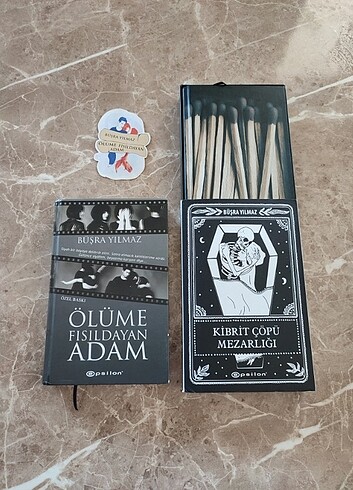 BÜŞRA YILMAZ
ÖLÜME FISILDAYAN
ADAM
BÜŞRA YILMAZ
ÖZEL BASKI
ÖLÜME
FISILDAYAN
ADAM
epsilon
BÜŞRA YILMAZ
KİBRİT ÇÖPÜ
MEZARLIĞI
epsilon